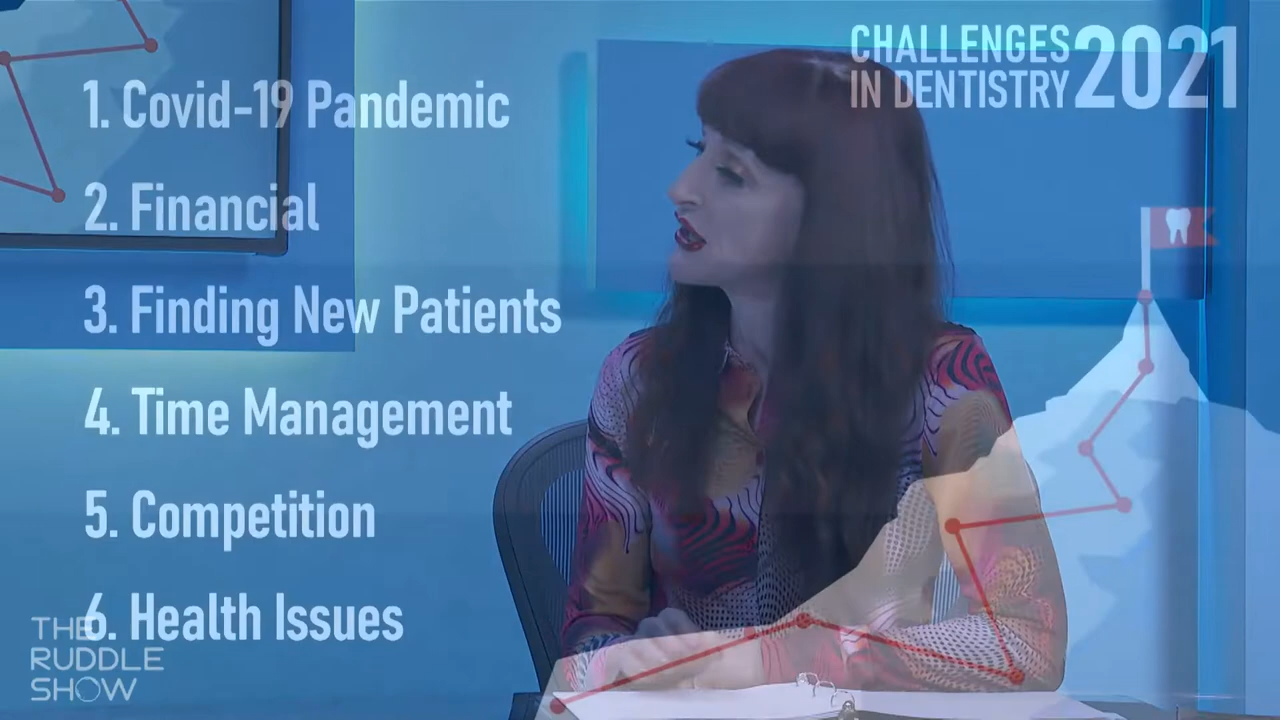 CHALLENGES
IN DENTISTRY 2021
1. Covid-19 Pandemic
2. Financial
3. Finding New Patients
4. Time Management
5. Competition
6. Health Issues
THE
RUDDLE
SHOW